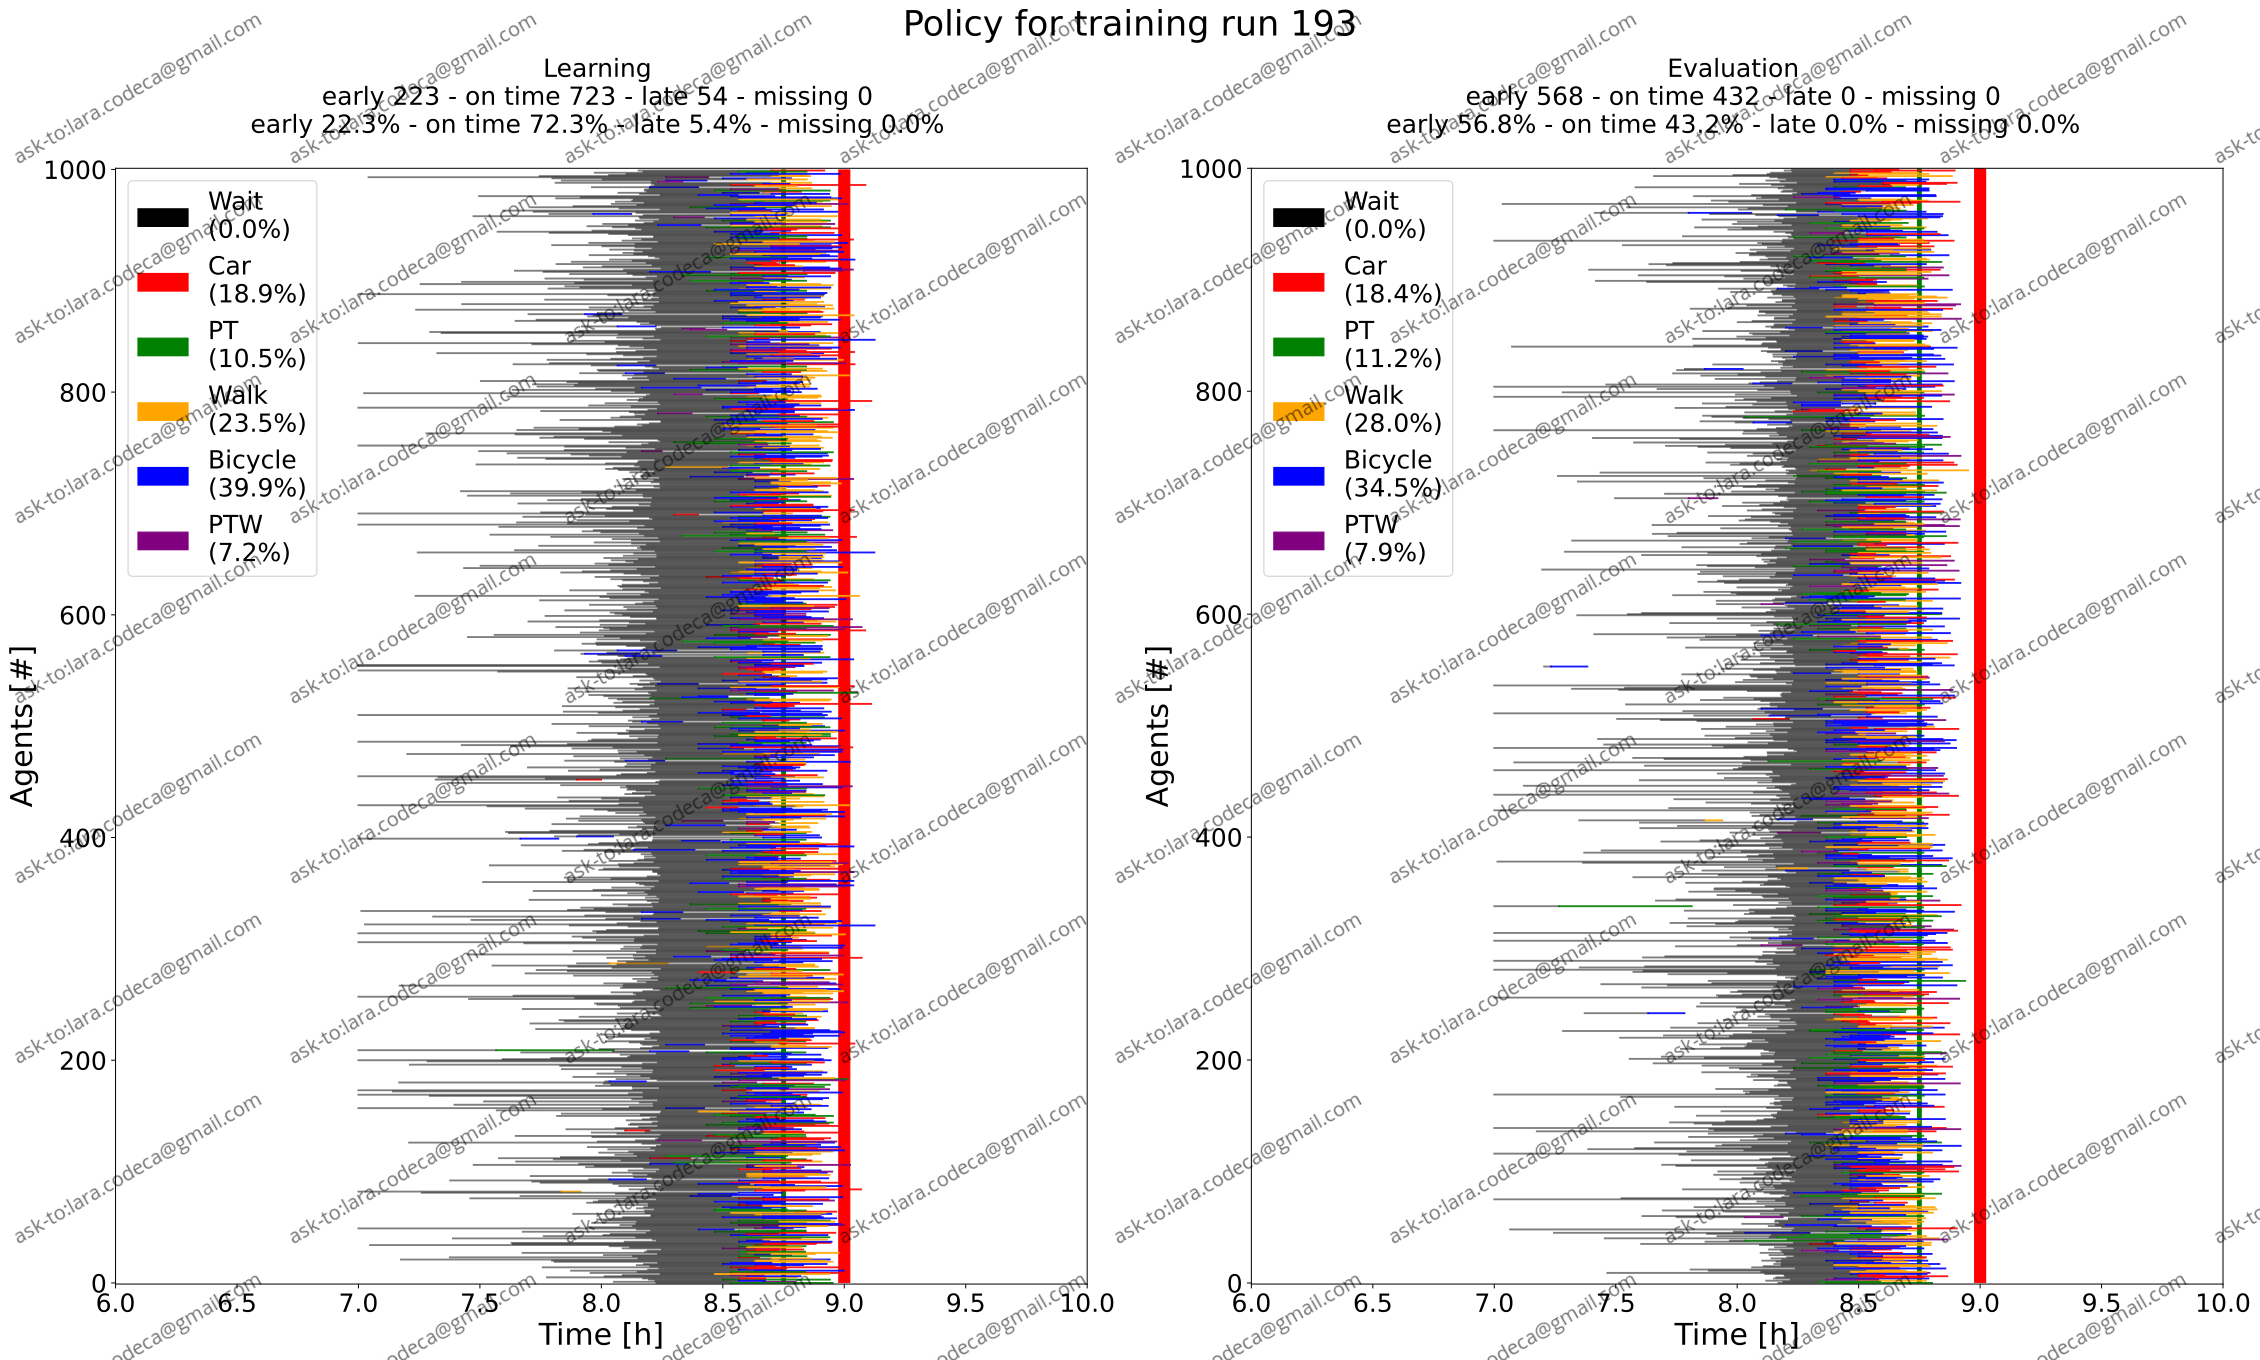 Policy for training run 193
Learning
early 223 - on time 723 - late 54 - missing 0
early 22.3% - on time 72.3% - late 5.4% - missing 0.0%
1000
800
600
400
200
0
Agents [#]
Wait
(0.0%)
Car
(18.9%)
PT
(10.5%)
Walk
(23.5%)
Bicycle
(39.9%)
PTW
(7.2%)
6.0 6.5 7.0 7.5 8.0 8.5 9.0 9.5 10.0
Time [h]
Evaluation
early 568 - on time 432 - late 0 - missing 0
early 56.8% - on time 43.2% - late 0.0% - missing 0.0%
1000
800
600
400
200
0
Agents [#]
Wait
(0.0%)
Car
(18.4%)
PT
(11.2%)
Walk
(28.0%)
Bicycle
(34.5%)
PTW
(7.9%)
6.0 6.5 7.0 7.5 8.0 8.5 9.0 9.5 10.0
Time [h]
ask-to:lara.codeca@gmail.com